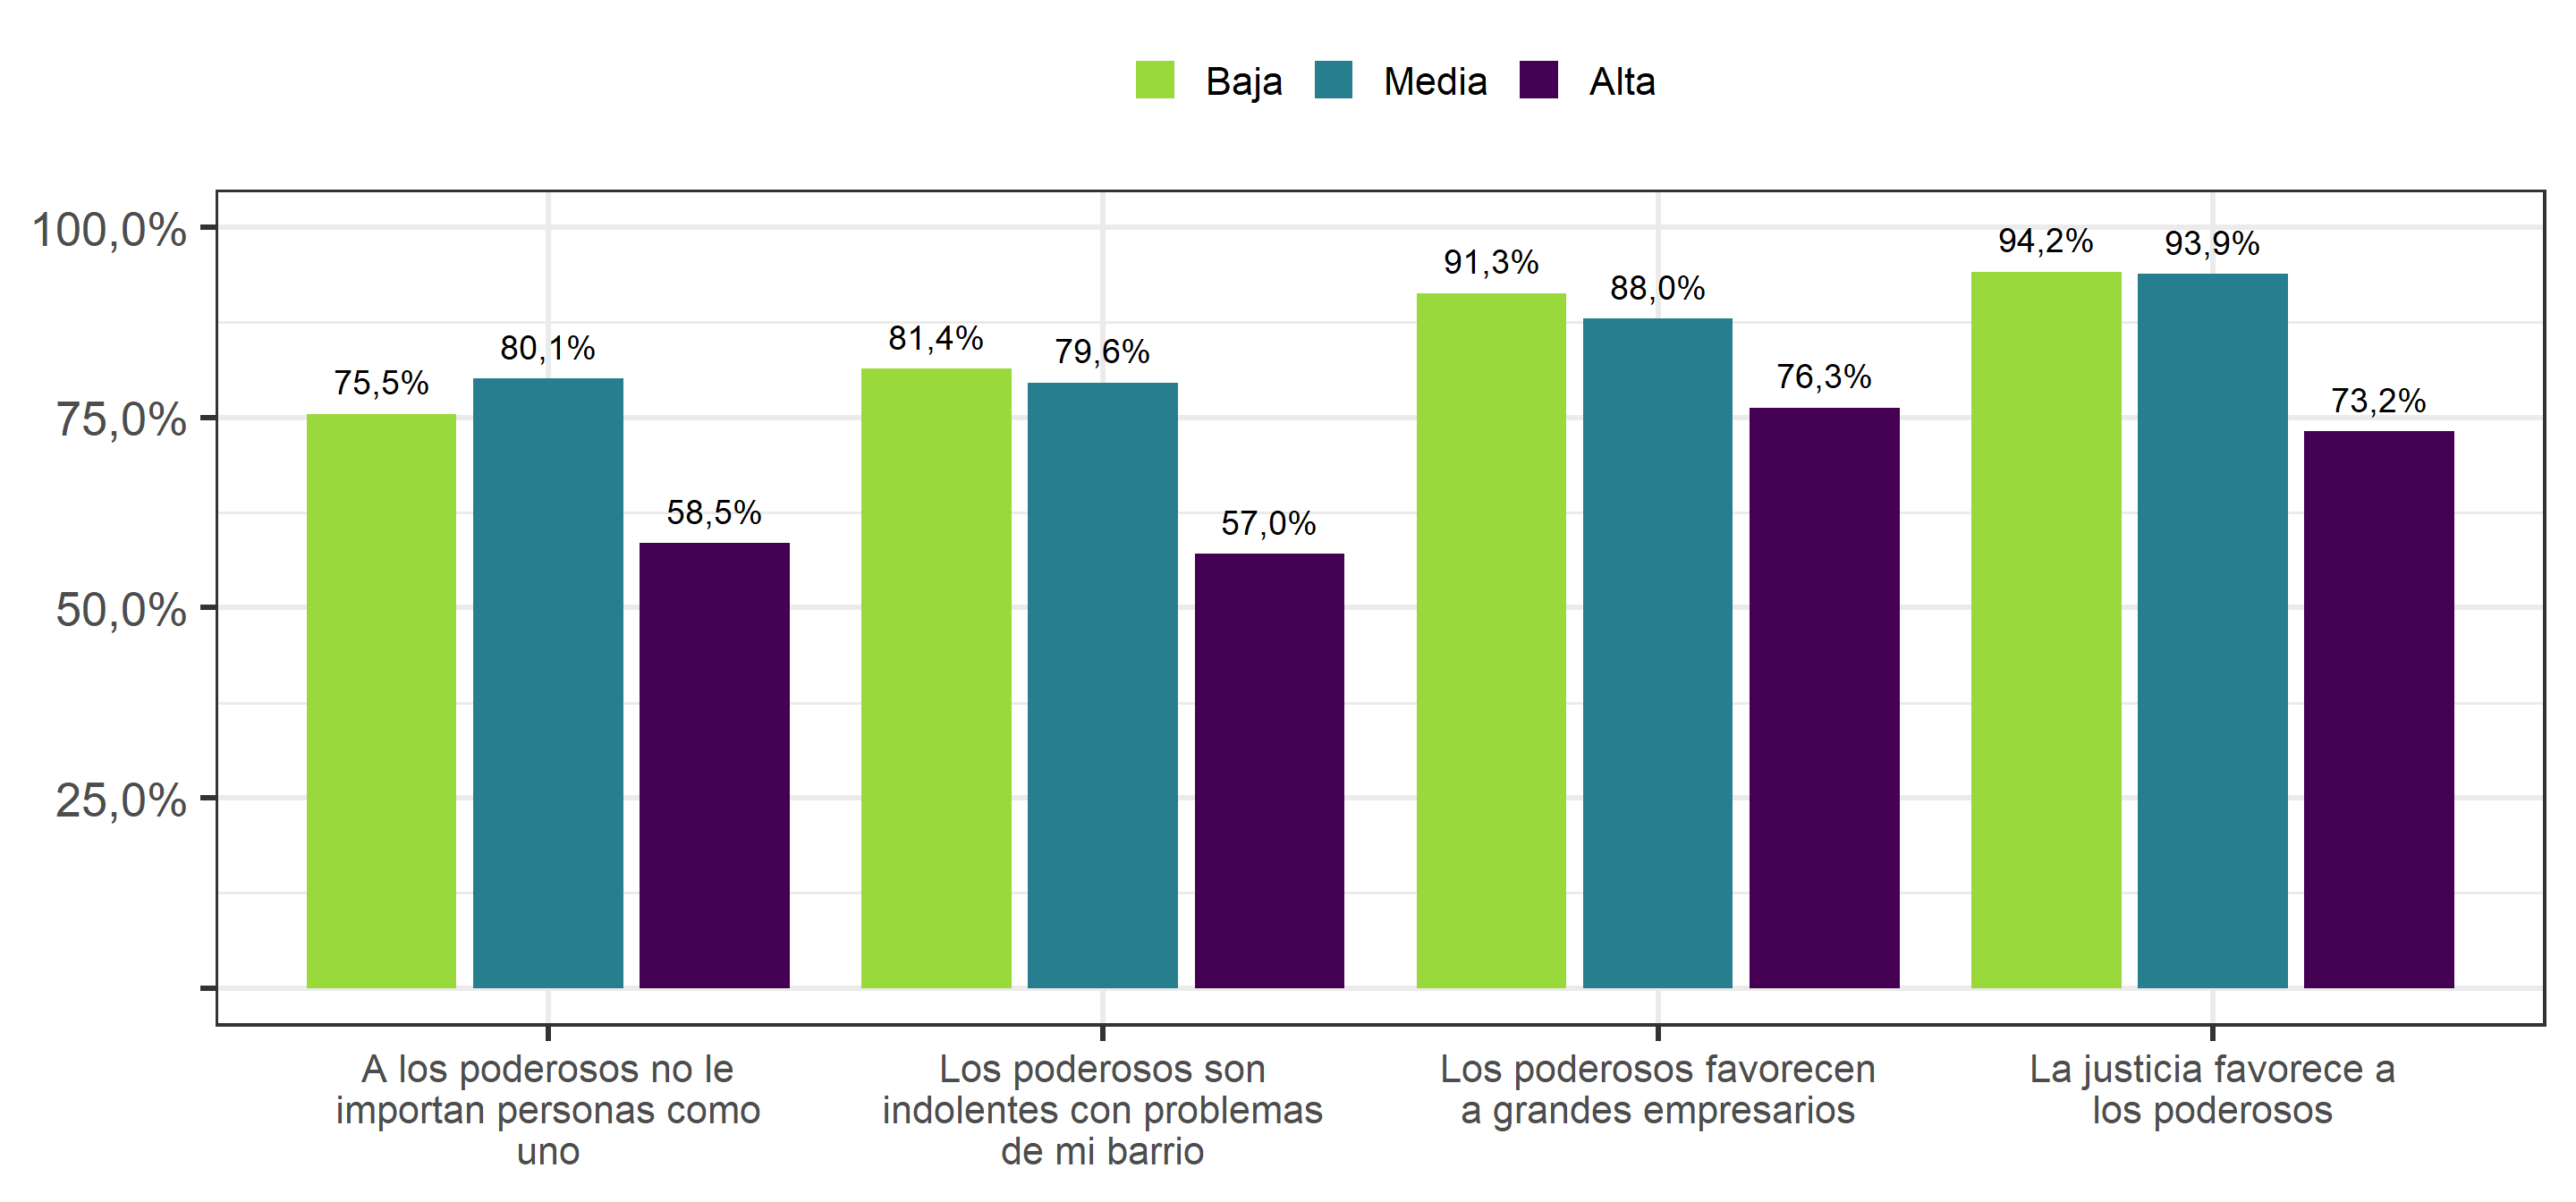 Baja Media Alta
100,0%
75,0%
50,0%
25,0%
75,5% 80,1% 58,5%
81,4% 79,6% 57,0%
91,3% 88,0% 76,3%
94,2% 93,9% 73,2%
A los poderosos no le
importan personas como
uno
Los poderosos son
indolentes con problemas
de mi barrio
Los poderosos favorecen
a grandes empresarios
La justicia favorece a
los poderosos